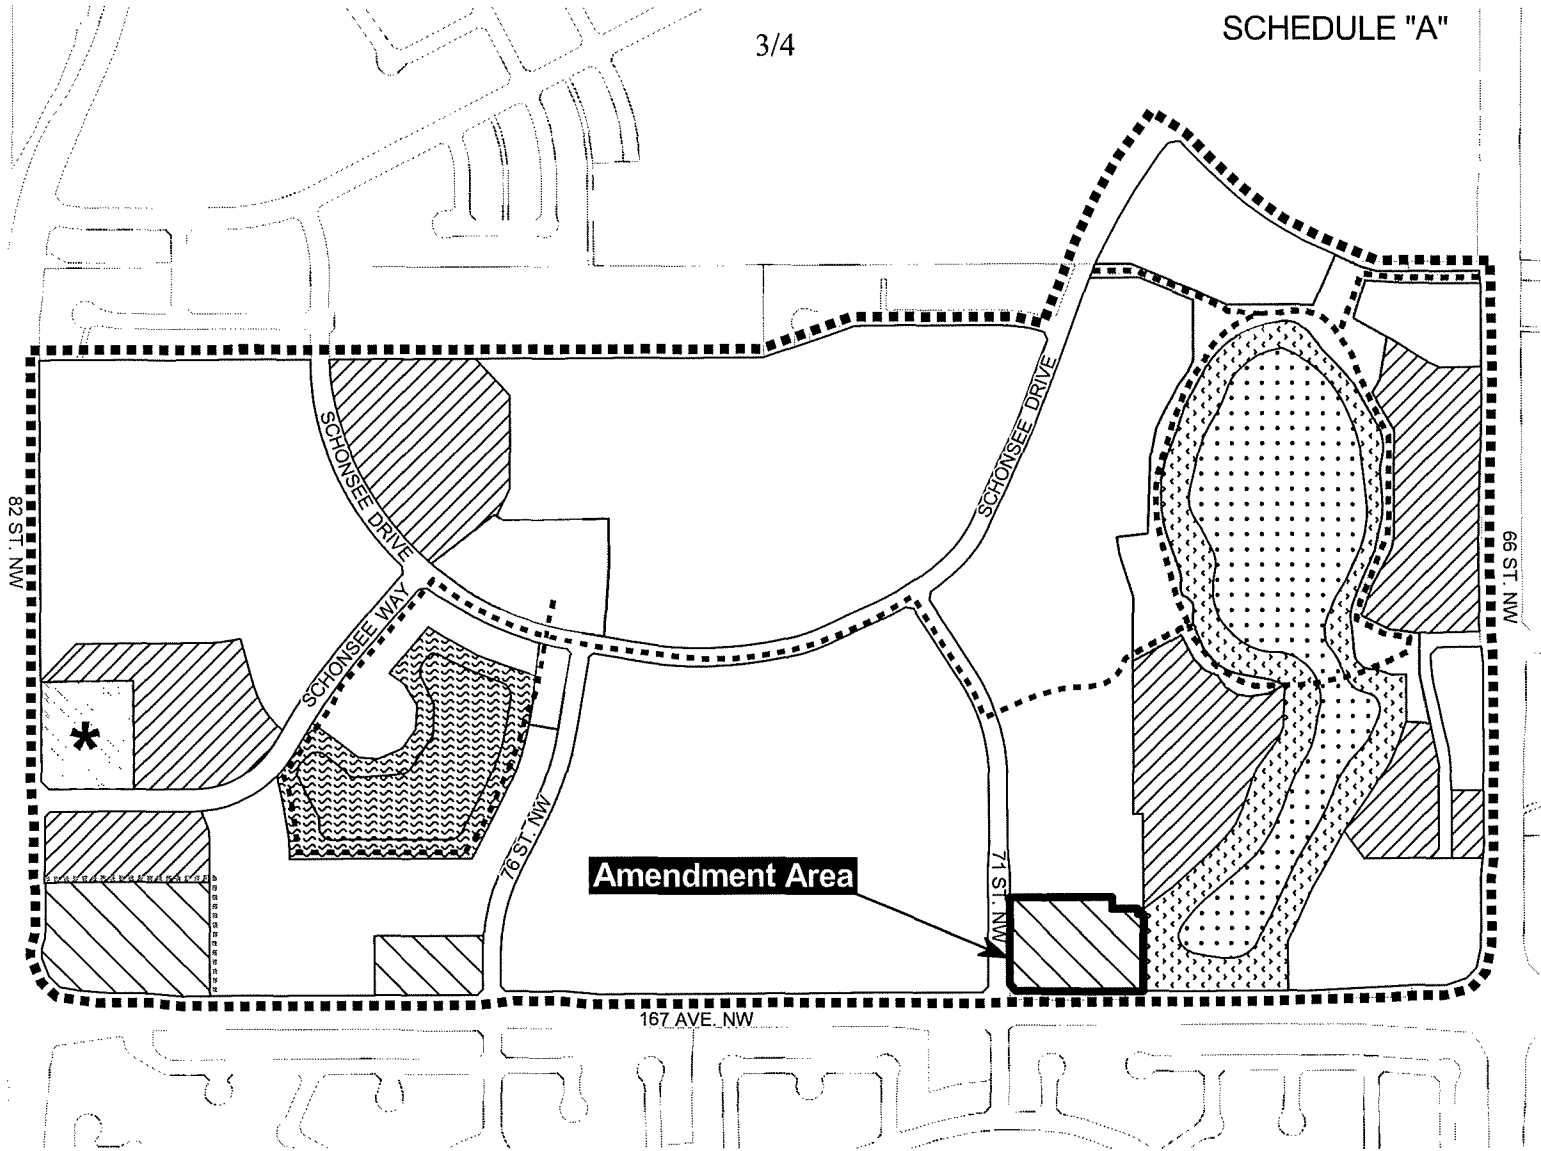 SCHEDULE "A"
3/4
SCHONSEE DRIVE
SCHONSEE DRIVE
82 ST. NW
66 ST. NW
SCHONSEE WAY
*
76 ST. NW
Amendment Area
71 ST. NW
167 AVE. NW